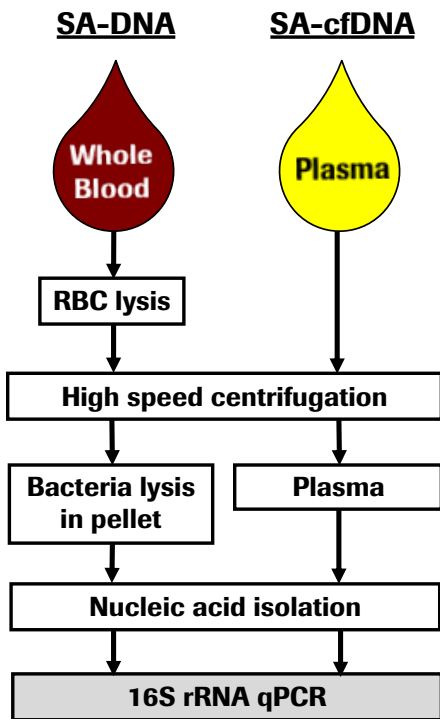 SA-DNA
SA-cfDNA
Whole
Blood
Plasma
RBC lysis
High speed centrifugation
Bacteria lysis
in pellet
Plasma
Nucleic acid isolation
16S rRNA qPCR